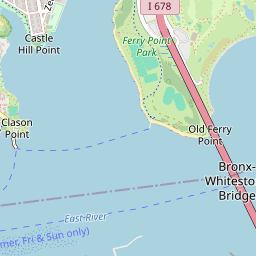 I 678
Castle
Hill Point
Ferry Point
Park
Clason
Point
Old Ferry
Point
Bronx-
Whitesto
Bridge
East River
mer, Fri & Sun only)